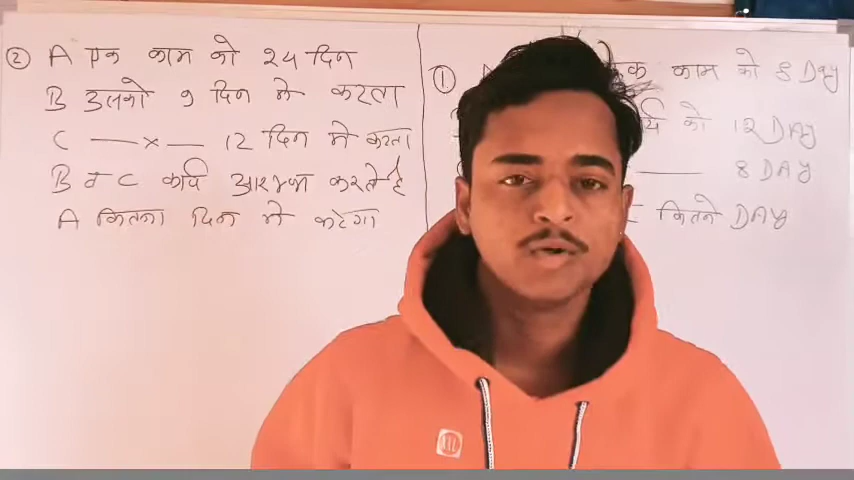 ② A एक काम को 24 दिन
B उसको 9 दिन मे करता
C —x— 12 दिन मे करता
B व C कार्य आरम्भ करते है
A कितना दिन मे करेगा
① काम को 8 Day
को 12 DAy
8 DAy
कितने DAy